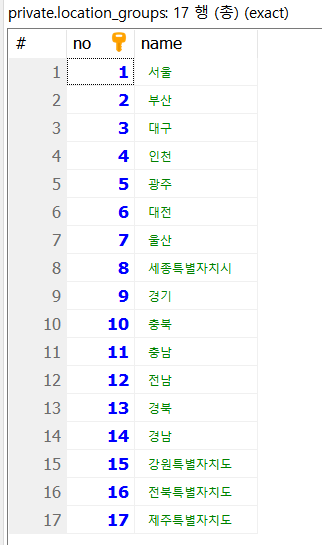 private.location_groups: 17 행 (총) (exact)
# no name
1 1 서울
2 2 부산
3 3 대구
4 4 인천
5 5 광주
6 6 대전
7 7 울산
8 8 세종특별자치시
9 9 경기
10 10 충북
11 11 충남
12 12 전남
13 13 경북
14 14 경남
15 15 강원특별자치도
16 16 전북특별자치도
17 17 제주특별자치도